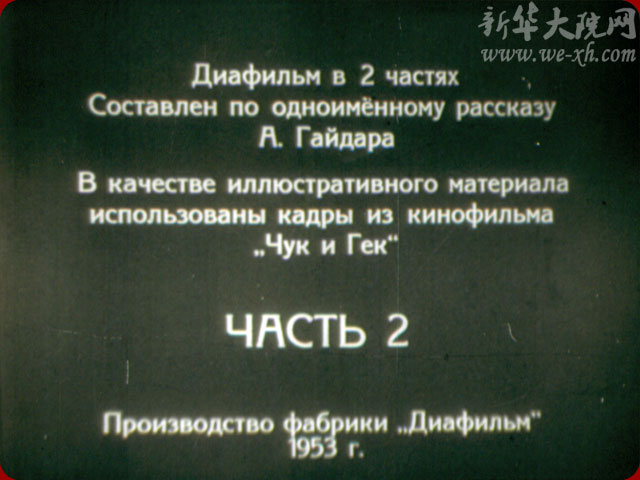 新华大院网
www.we-xh.com
Диафильм в 2 частях
Составлен по одноимённому рассказу
А. Гайдара
В качестве иллюстративного материала
использованы кадры из кинофильма
„Чук и Гек“
ЧАСТЬ 2
Производство фабрики „Диафильм“
1953 г.